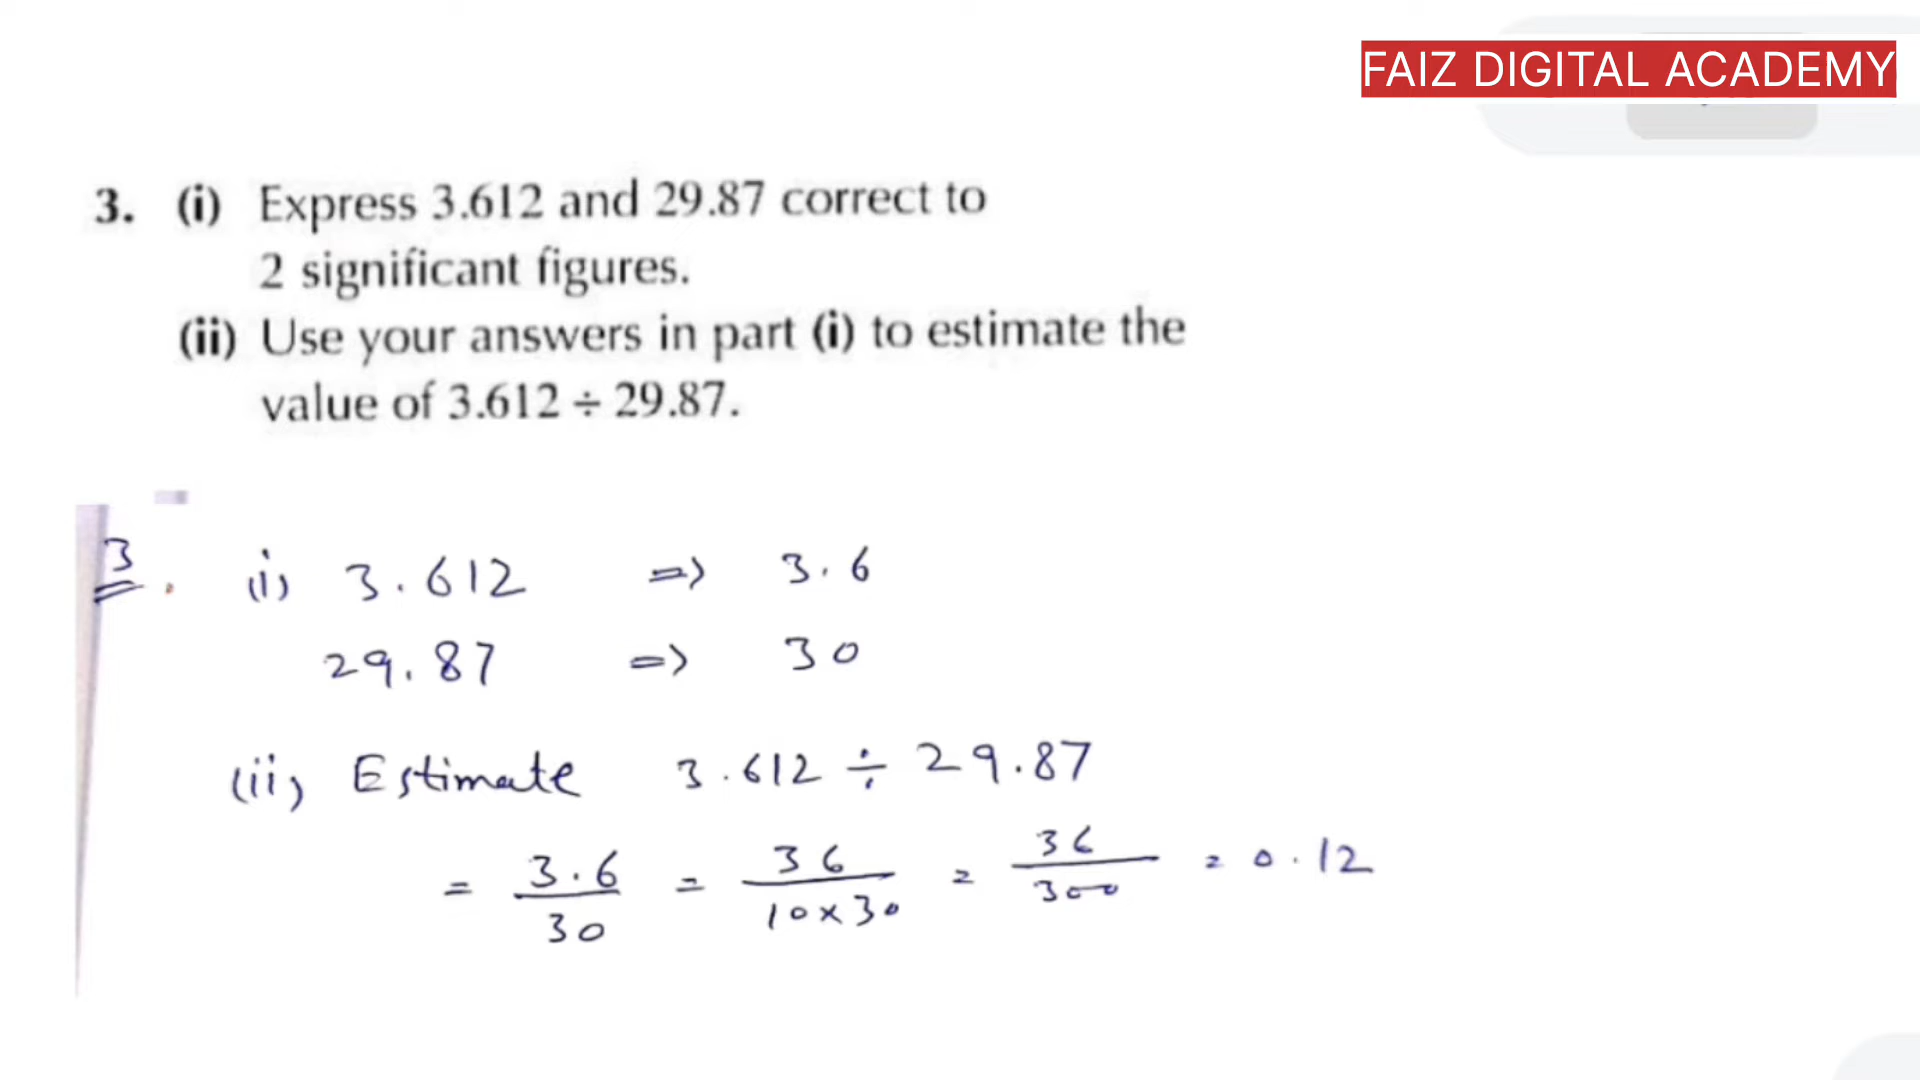 FAIZ DIGITAL ACADEMY
3. (i) Express 3.612 and 29.87 correct to
2 significant figures.
(ii) Use your answers in part (i) to estimate the
value of 3.612 ÷ 29.87.
3. (i) 3.612 => 3.6
29.87 => 30
(ii) Estimate 3.612 ÷ 29.87
= 3.6/30 = 36/10×30 = 36/300 = 0.12